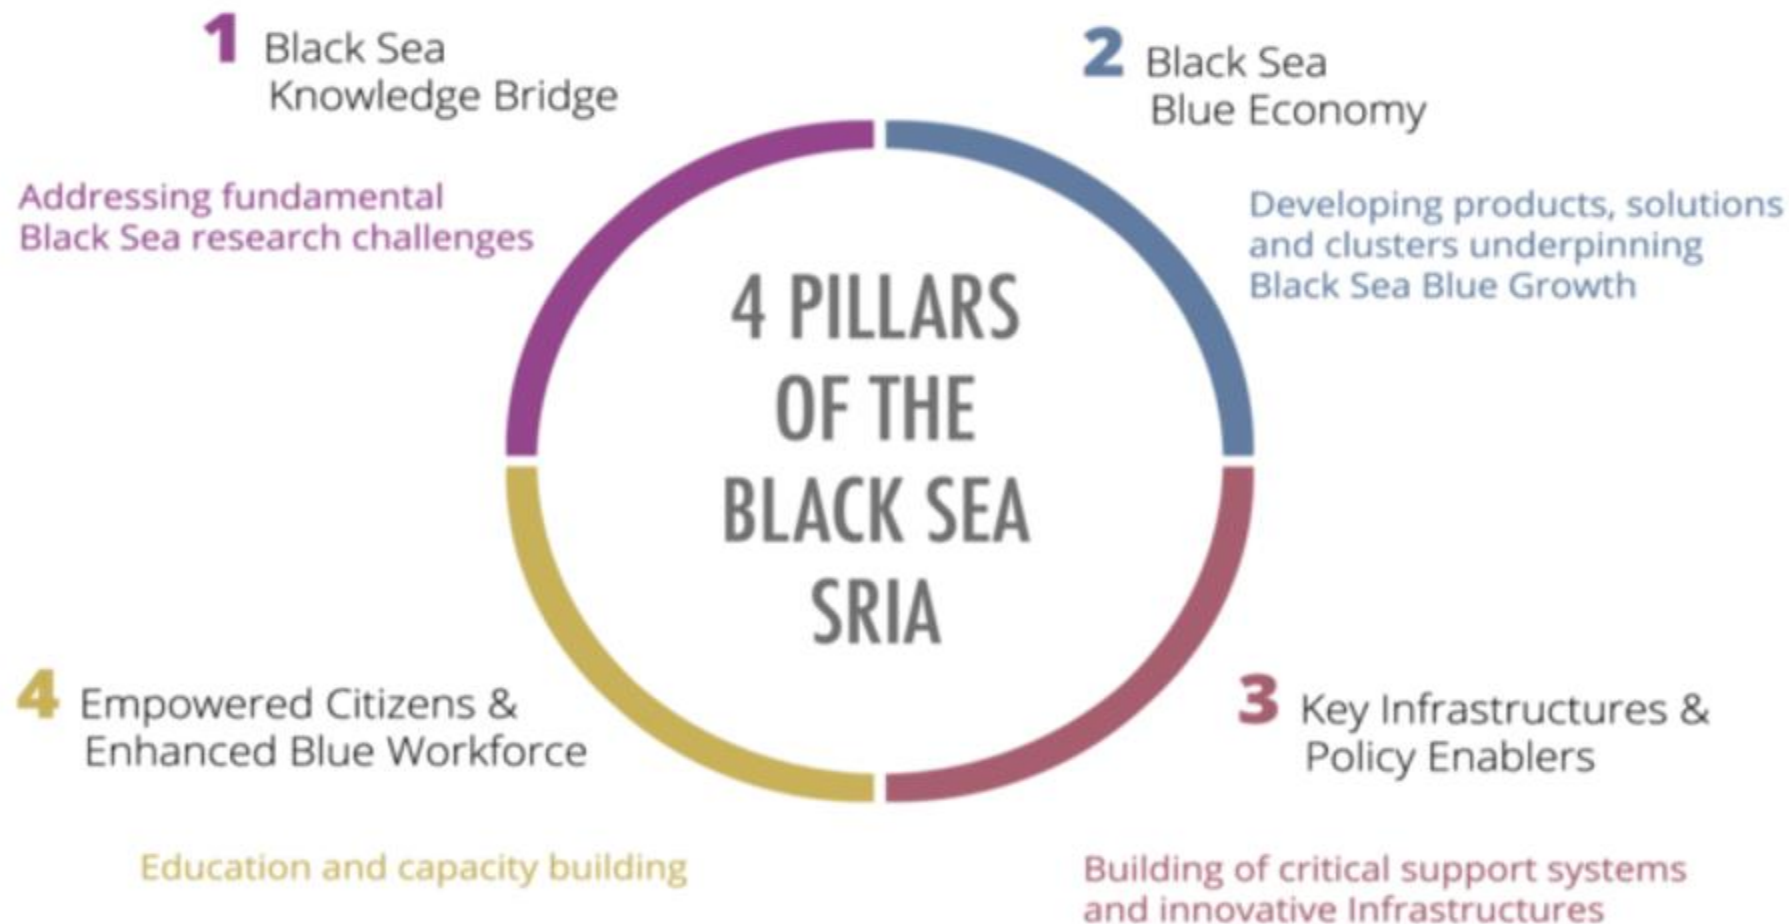 1 Black Sea
Knowledge Bridge
Addressing fundamental
Black Sea research challenges
2 Black Sea
Blue Economy
Developing products, solutions
and clusters underpinning
Black Sea Blue Growth
4 PILLARS
OF THE
BLACK SEA
SRIA
4 Empowered Citizens &
Enhanced Blue Workforce
Education and capacity building
3 Key Infrastructures &
Policy Enablers
Building of critical support systems
and innovative Infrastructures